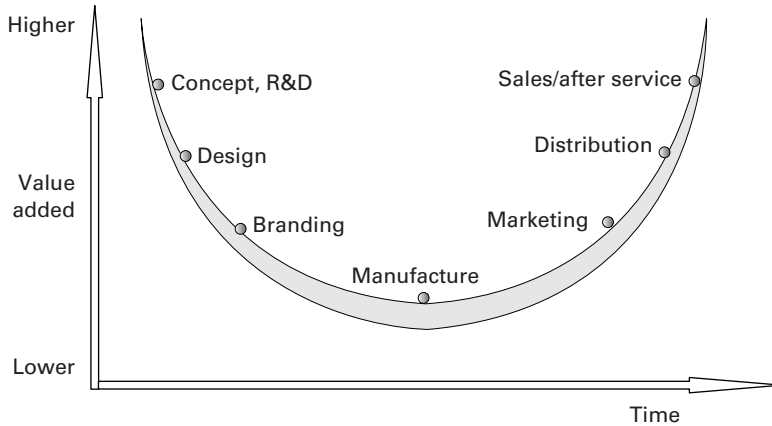 Higher
Concept, R&D
Sales/after service
Design
Distribution
Value
added
Branding
Marketing
Manufacture
Lower
Time